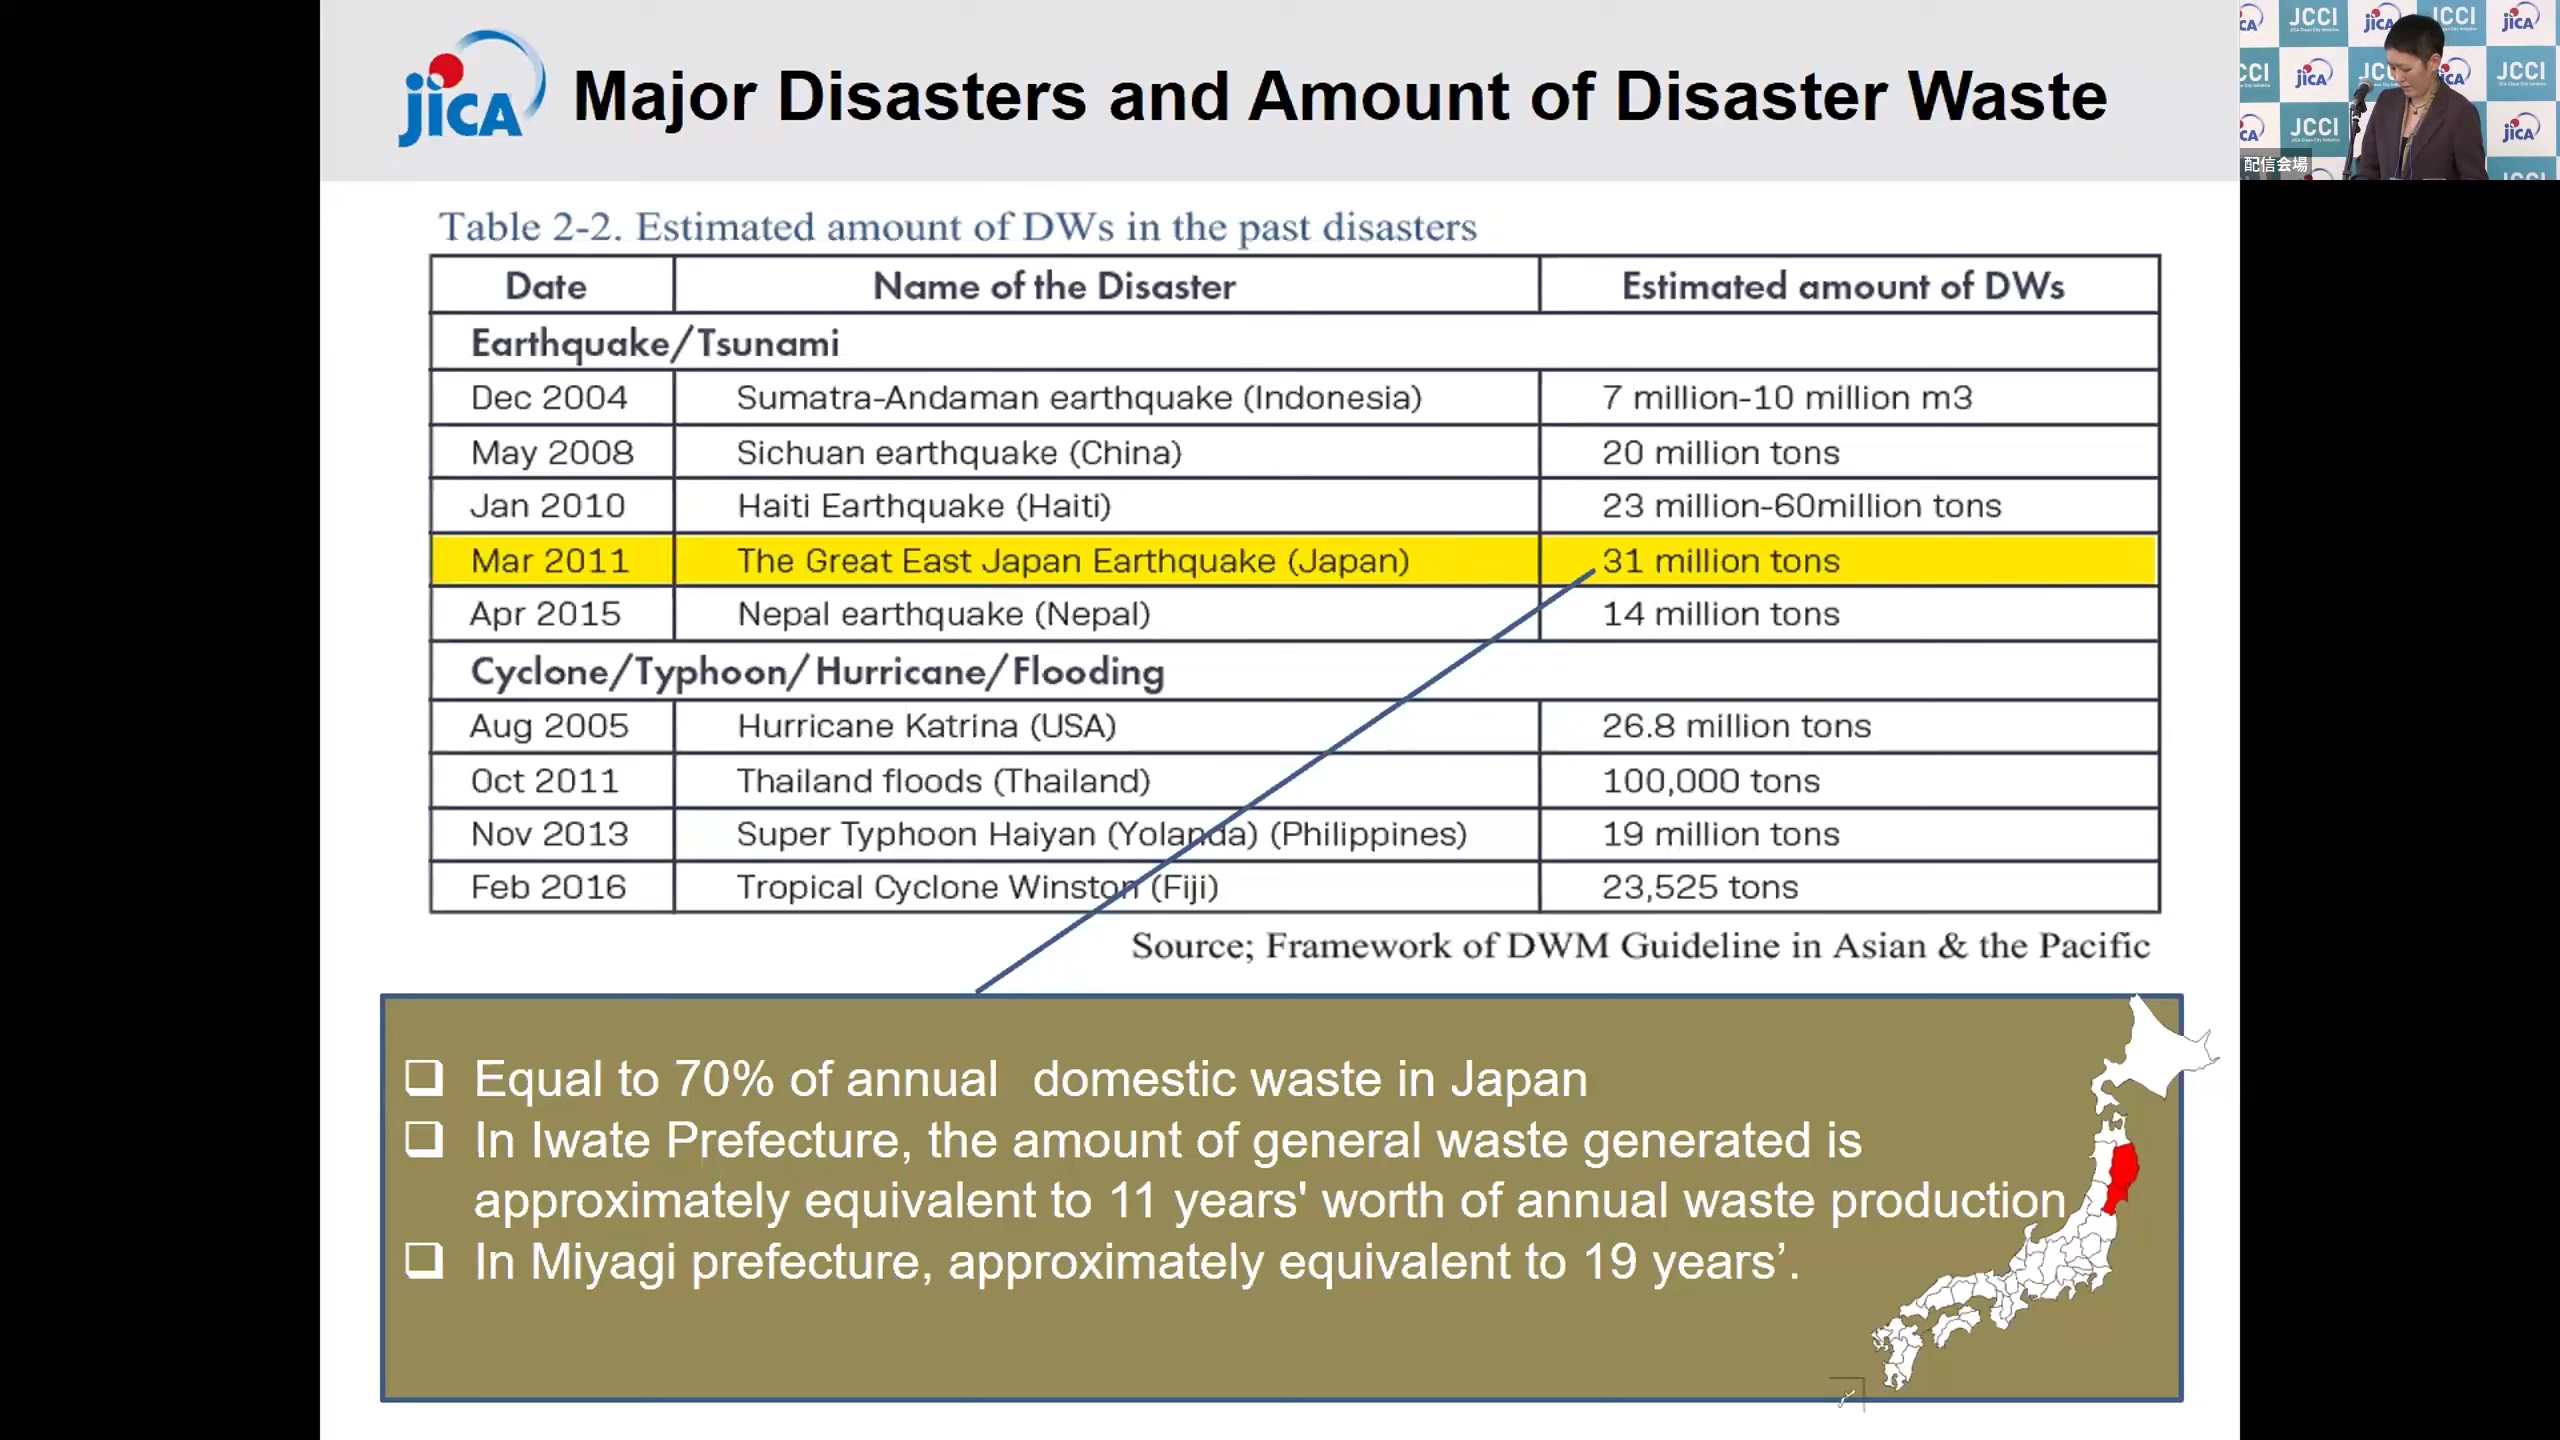 JICA
Major Disasters and Amount of Disaster Waste
JCCI
配信会場
Table 2-2. Estimated amount of DWs in the past disasters
Date Name of the Disaster Estimated amount of DWs
Earthquake/Tsunami
Dec 2004 Sumatra-Andaman earthquake (Indonesia) 7 million-10 million m3
May 2008 Sichuan earthquake (China) 20 million tons
Jan 2010 Haiti Earthquake (Haiti) 23 million-60million tons
Mar 2011 The Great East Japan Earthquake (Japan) 31 million tons
Apr 2015 Nepal earthquake (Nepal) 14 million tons
Cyclone/Typhoon/Hurricane/Flooding
Aug 2005 Hurricane Katrina (USA) 26.8 million tons
Oct 2011 Thailand floods (Thailand) 100,000 tons
Nov 2013 Super Typhoon Haiyan (Yolanda) (Philippines) 19 million tons
Feb 2016 Tropical Cyclone Winston (Fiji) 23,525 tons
Source; Framework of DWM Guideline in Asian & the Pacific
Equal to 70% of annual domestic waste in Japan
In Iwate Prefecture, the amount of general waste generated is
approximately equivalent to 11 years' worth of annual waste production
In Miyagi prefecture, approximately equivalent to 19 years’.